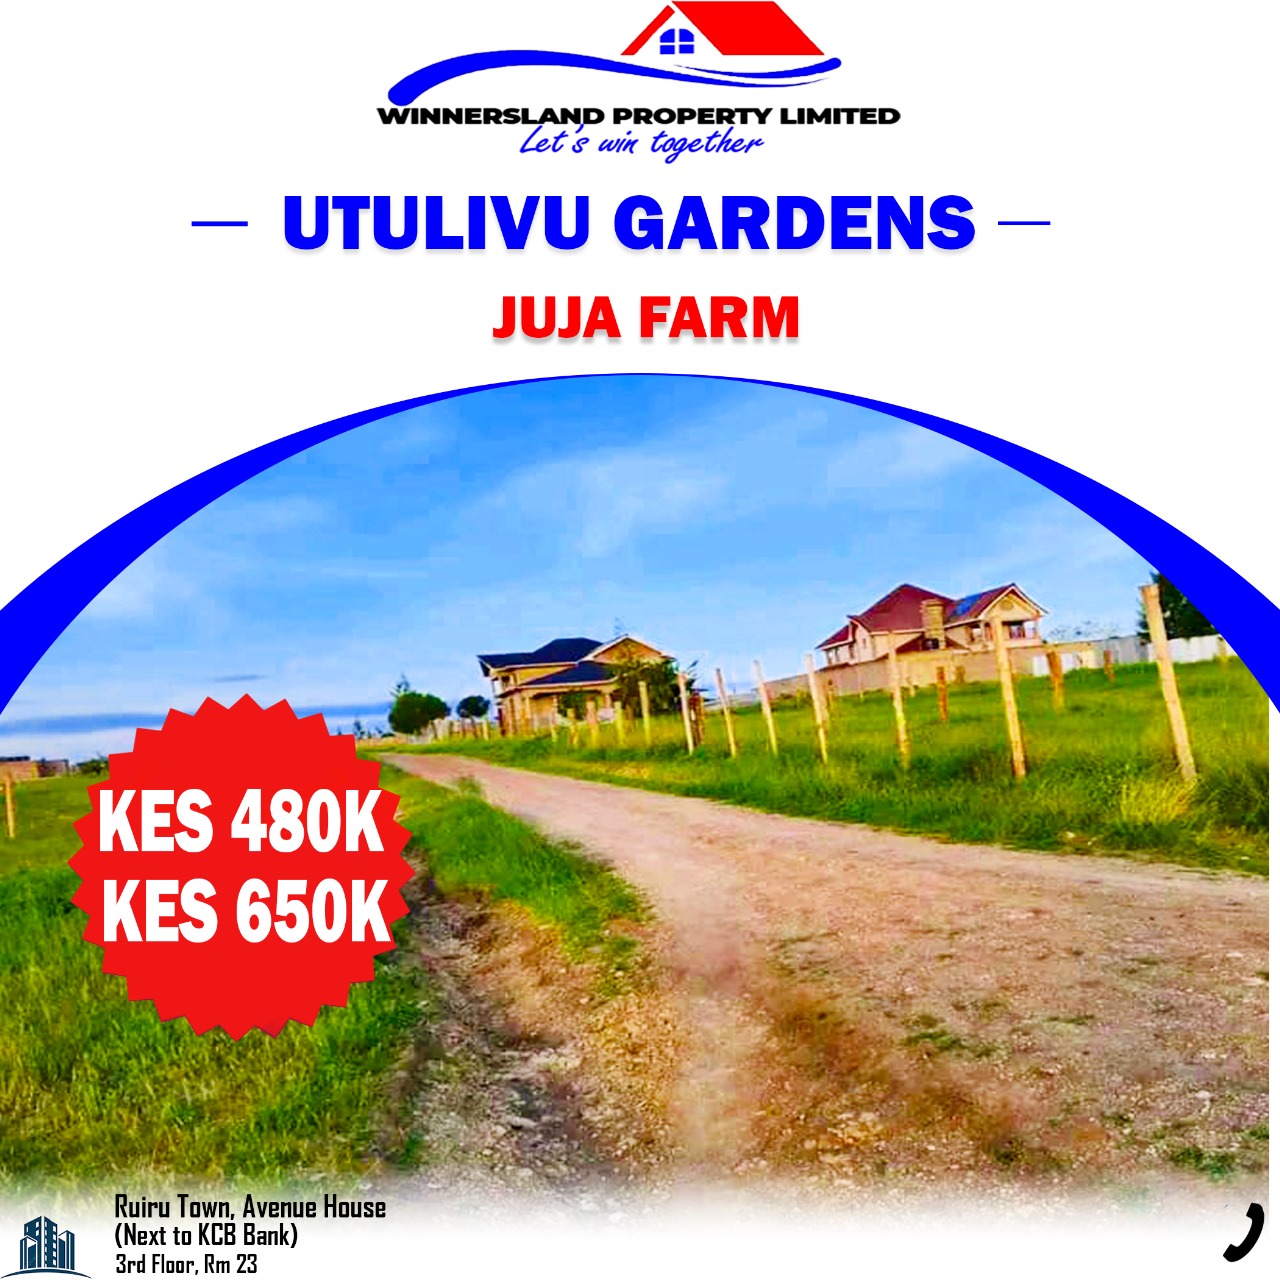 WINNERSLAND PROPERTY LIMITED
Let's win together
UTULIVU GARDENS
JUJA FARM
KES 480K
KES 650K
Ruiru Town, Avenue House
(Next to KCB Bank)
3rd Floor, Rm 23